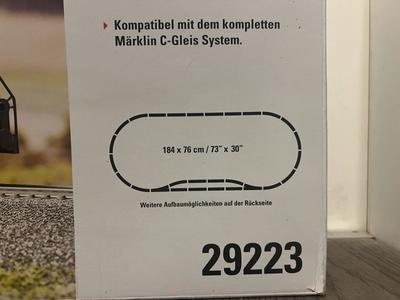 Kompatibel mit dem kompletten
Märklin C-Gleis System.
184 x 76 cm / 73" x 30"
Weitere Aufbaumöglichkeiten auf der Rückseite
29223